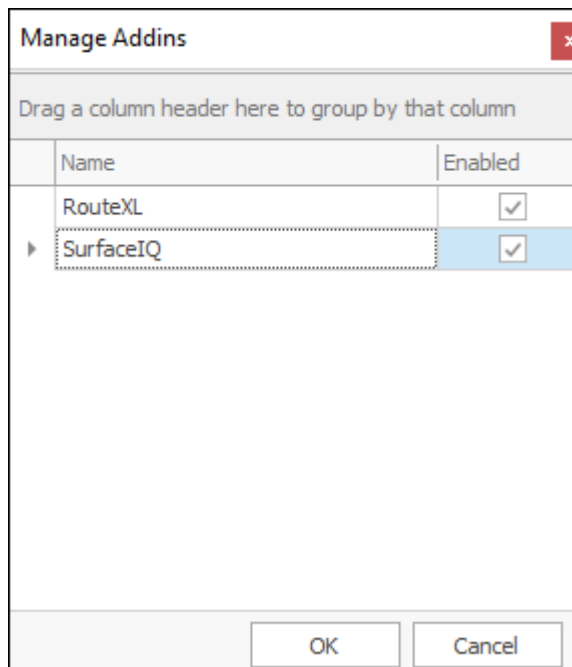 Manage Addins
Drag a column header here to group by that column
Name Enabled
RouteXL
SurfaceIQ
OK Cancel